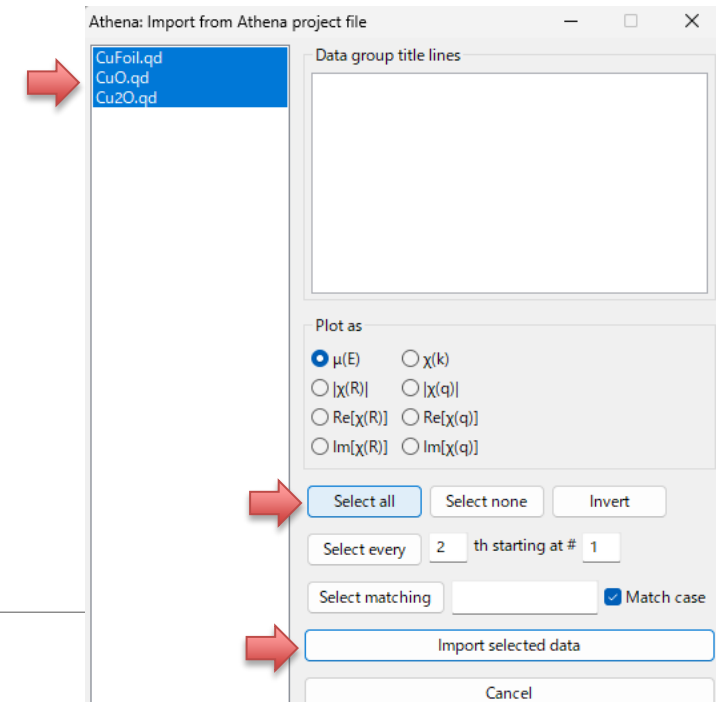 Athena: Import from Athena project file
CuFoil.qd
CuO.qd
Cu2O.qd
Data group title lines
Plot as
μ(E) χ(k)
|χ(R)| |χ(q)|
Re[χ(R)] Re[χ(q)]
Im[χ(R)] Im[χ(q)]
Select all Select none Invert
Select every 2 th starting at # 1
Select matching Match case
Import selected data
Cancel